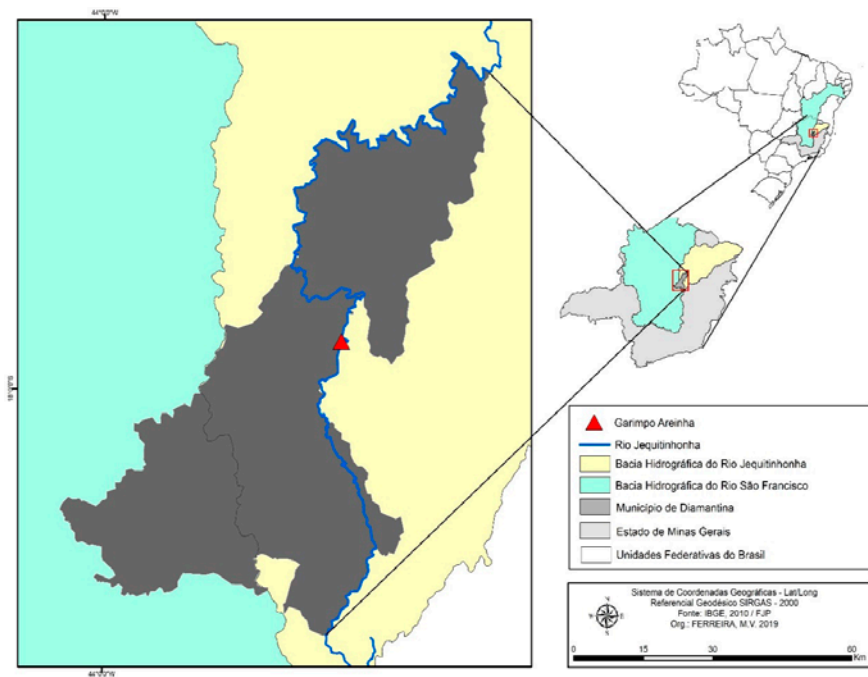 Garimpo Areinha
Rio Jequitinhonha
Bacia Hidrográfica do Rio Jequitinhonha
Bacia Hidrográfica do Rio São Francisco
Município de Diamantina
Estado de Minas Gerais
Unidades Federativas do Brasil
Sistema de Coordenadas Geográficas - Lat/Long
Referencial Geodésico SIRGAS - 2000
Fonte: IBGE, 2010 / FJP
Org.: FERREIRA, M.V. 2019
0 15 30 60
Km